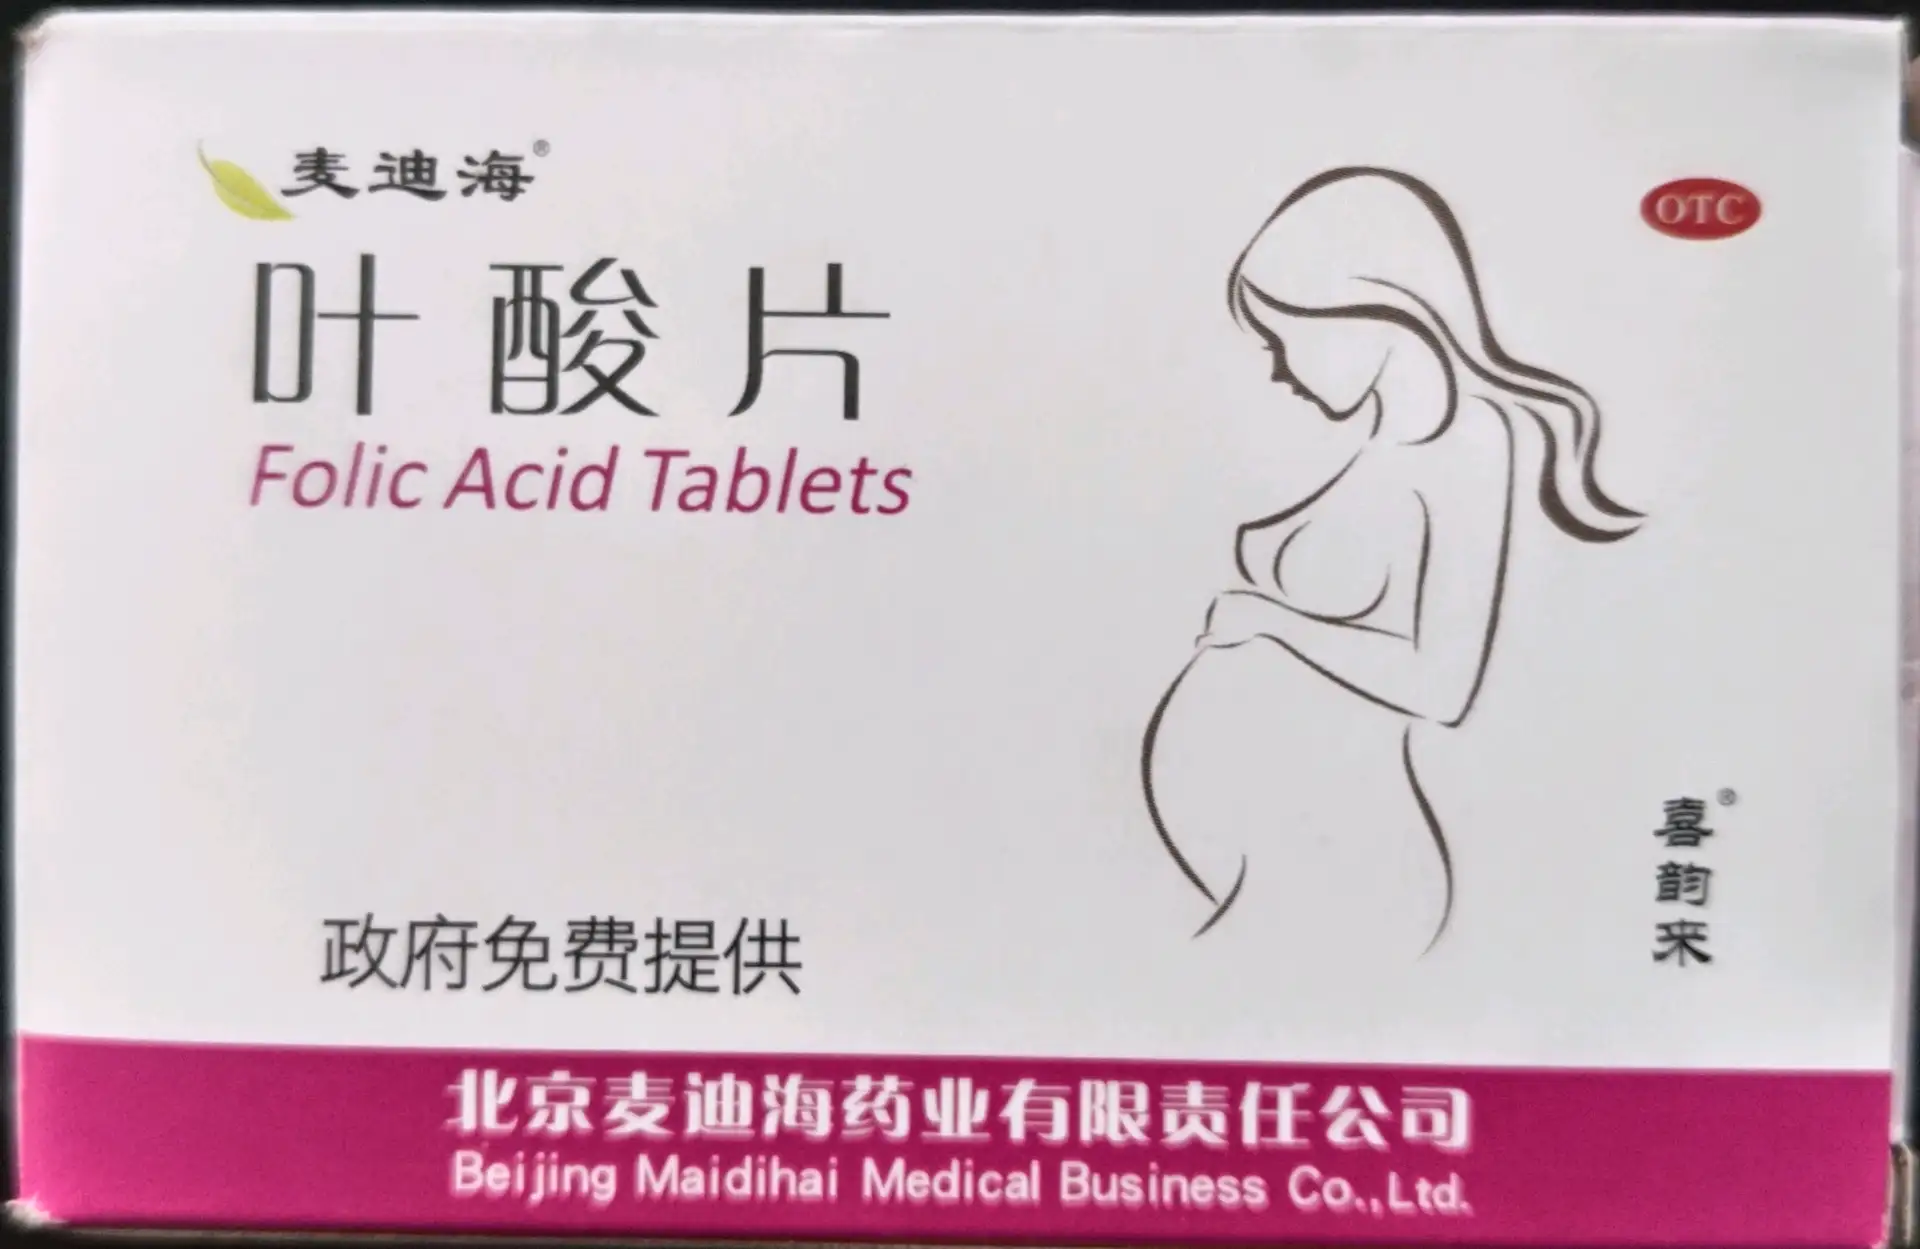 麦迪海®
OTC
叶酸片
Folic Acid Tablets
喜韵来®
政府免费提供
北京麦迪海药业有限责任公司
Beijing Maidihai Medical Business Co.,Ltd.